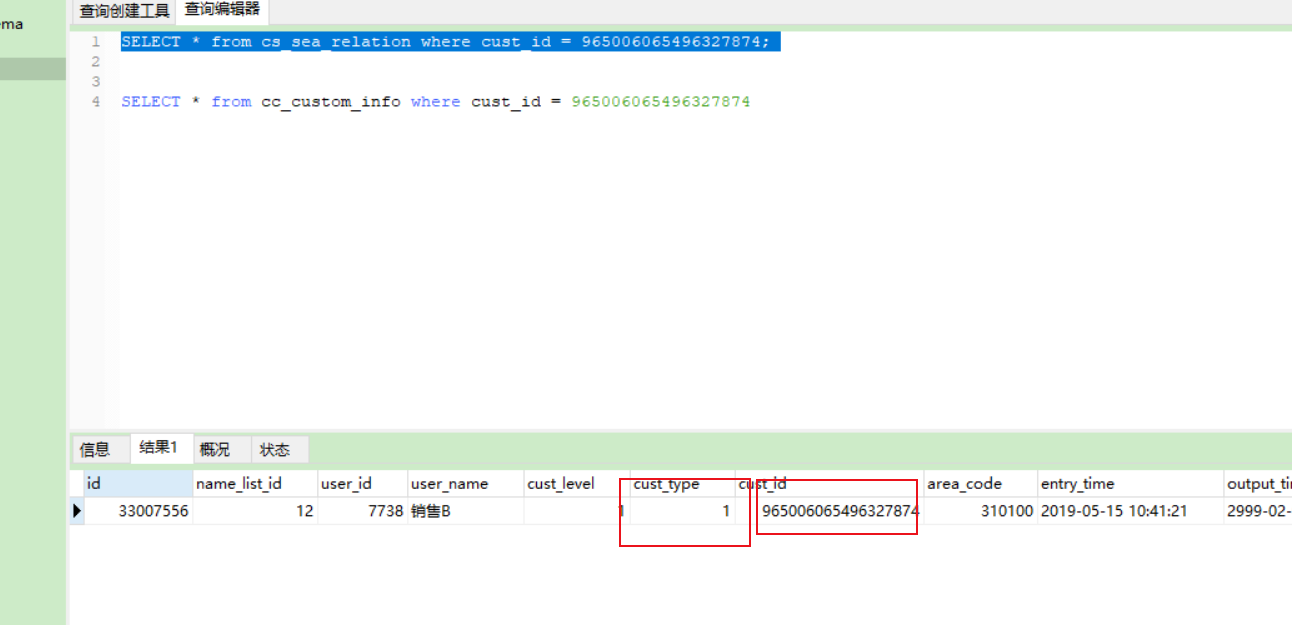 ema
查询创建工具 查询编辑器
1 SELECT * from cs_sea_relation where cust_id = 965006065496327874;
2
3
4 SELECT * from cc_custom_info where cust_id = 965006065496327874
信息 结果1 概况 状态
id name_list_id user_id user_name cust_level cust_type cust_id area_code entry_time output_ti
33007556 12 7738 销售B 1 1 965006065496327874 310100 2019-05-15 10:41:21 2999-02-